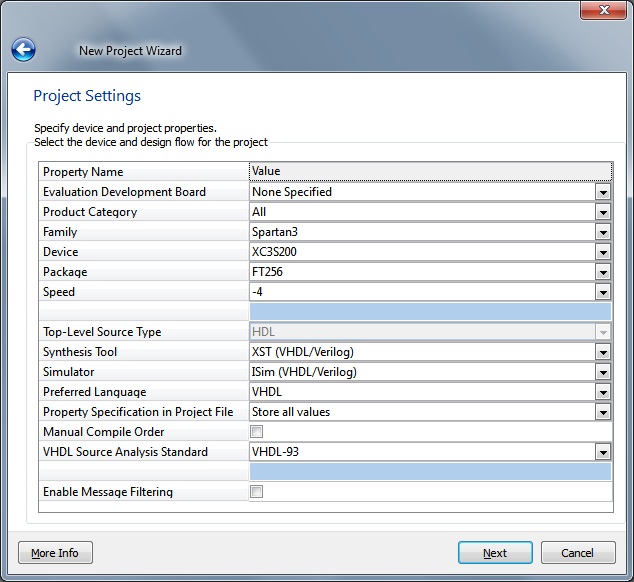 New Project Wizard
Project Settings
Specify device and project properties.
Select the device and design flow for the project
Property Name Value
Evaluation Development Board None Specified
Product Category All
Family Spartan3
Device XC3S200
Package FT256
Speed -4
Top-Level Source Type HDL
Synthesis Tool XST (VHDL/Verilog)
Simulator ISim (VHDL/Verilog)
Preferred Language VHDL
Property Specification in Project File Store all values
Manual Compile Order
VHDL Source Analysis Standard VHDL-93
Enable Message Filtering
More Info Next Cancel